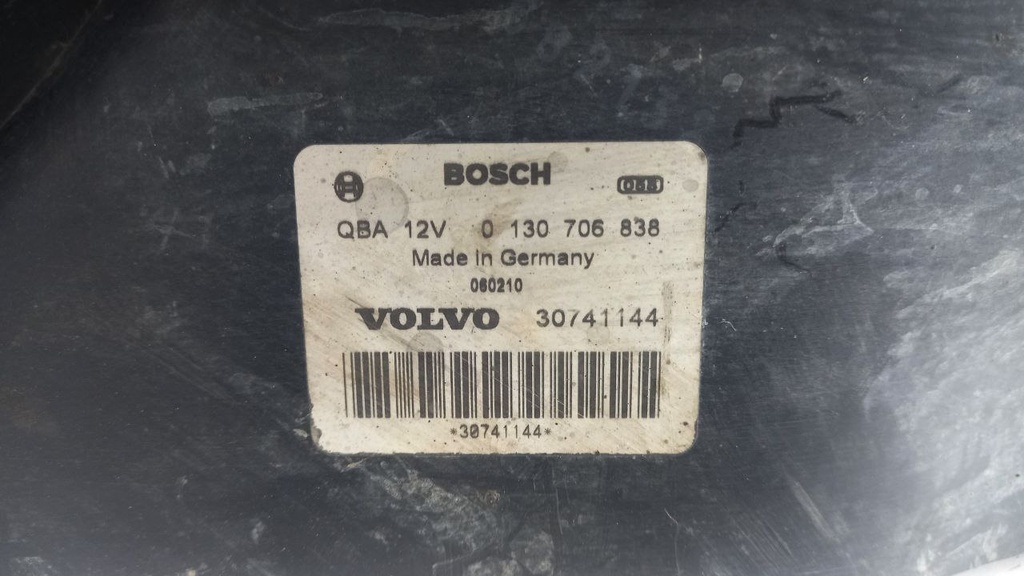 BOSCH
QBA 12V 0 130 706 838
Made in Germany
060210
VOLVO 30741144
*30741144*